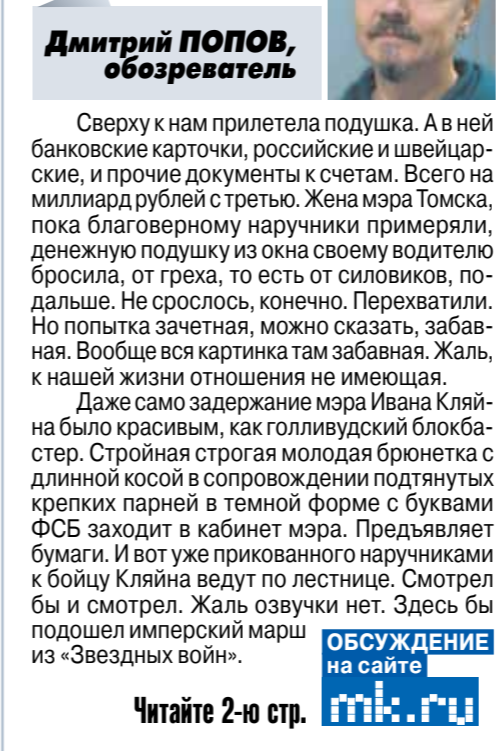 Дмитрий ПОПОВ,
обозреватель
Сверху к нам прилетела подушка. А в ней
банковские карточки, российские и швейцар-
ские, и прочие документы к счетам. Всего на
миллиард рублей с третью. Жена мэра Томска,
пока благоверному наручники примеряли,
денежную подушку из окна своему водителю
бросила, от греха, то есть от силовиков, по-
дальше. Не срослось, конечно. Перехватили.
Но попытка зачетная, можно сказать, забав-
ная. Вообще вся картинка там забавная. Жаль,
к нашей жизни отношения не имеющая.
Даже само задержание мэра Ивана Кляй-
на было красивым, как голливудский блокба-
стер. Стройная строгая молодая брюнетка с
длинной косой в сопровождении подтянутых
крепких парней в темной форме с буквами
ФСБ заходит в кабинет мэра. Предъявляет
бумаги. И вот уже прикованного наручниками
к бойцу Кляйна ведут по лестнице. Смотрел
бы и смотрел. Жаль озвучки нет. Здесь бы
подошел имперский марш
из «Звездных войн».
Читайте 2-ю стр.
ОБСУЖДЕНИЕ
на сайте
mk.ru